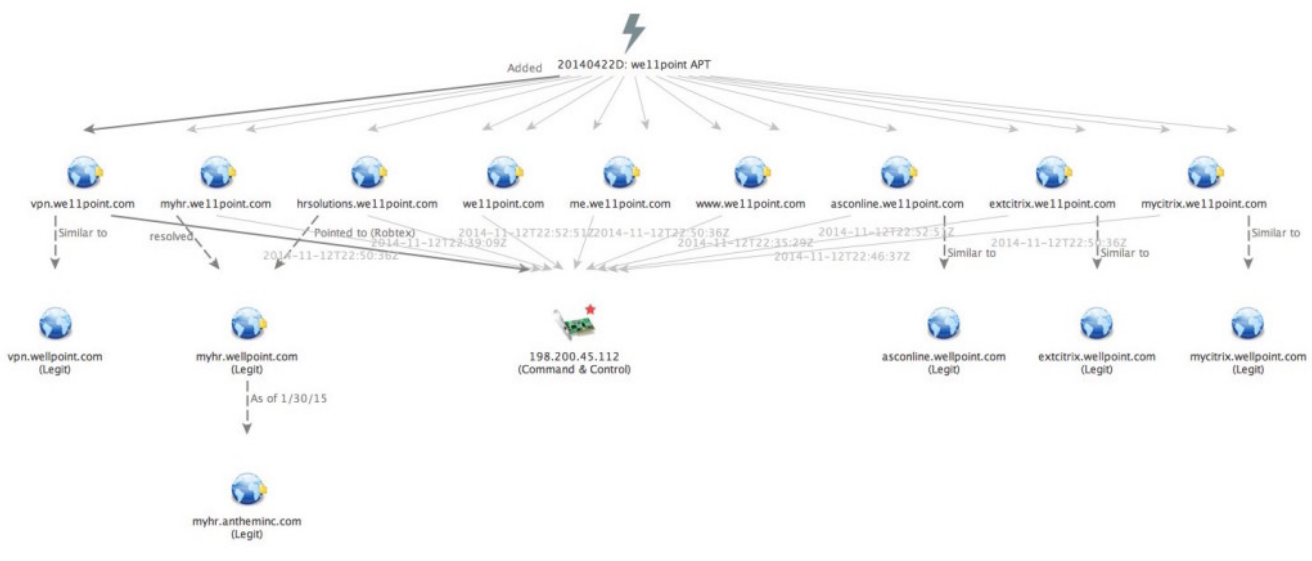 Added
20140422D: we11point APT
vpn.we11point.com
myhr.we11point.com
hrsolutions.we11point.com
we11point.com
me.we11point.com
www.we11point.com
asconline.we11point.com
extcitrix.we11point.com
mycitrix.we11point.com
Similar to
resolved
Pointed to (Robtex)
2014-11-12T22:52:51Z
2014-11-12T22:50:36Z
2014-11-12T22:52:51Z
Similar to
2014-11-12T22:39:09Z
2014-11-12T22:35:29Z
2014-11-12T22:50:36Z
2014-11-12T22:50:36Z
2014-11-12T22:46:37Z
Similar to
Similar to
vpn.wellpoint.com
(Legit)
myhr.wellpoint.com
(Legit)
198.200.45.112
(Command & Control)
asconline.wellpoint.com
(Legit)
extcitrix.wellpoint.com
(Legit)
mycitrix.wellpoint.com
(Legit)
As of 1/30/15
myhr.antheminc.com
(Legit)